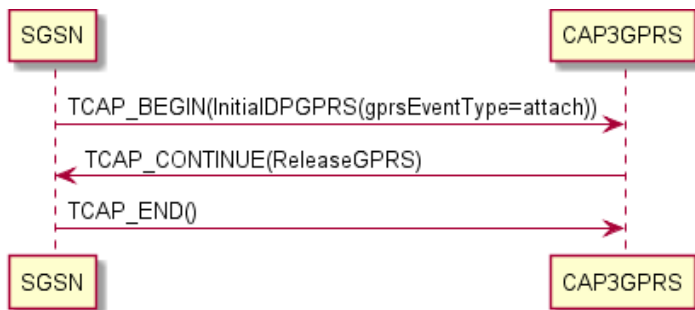 SGSN CAP3GPRS
TCAP_BEGIN(InitialDPGPRS(gprsEventType=attach))
TCAP_CONTINUE(ReleaseGPRS)
TCAP_END()
SGSN CAP3GPRS